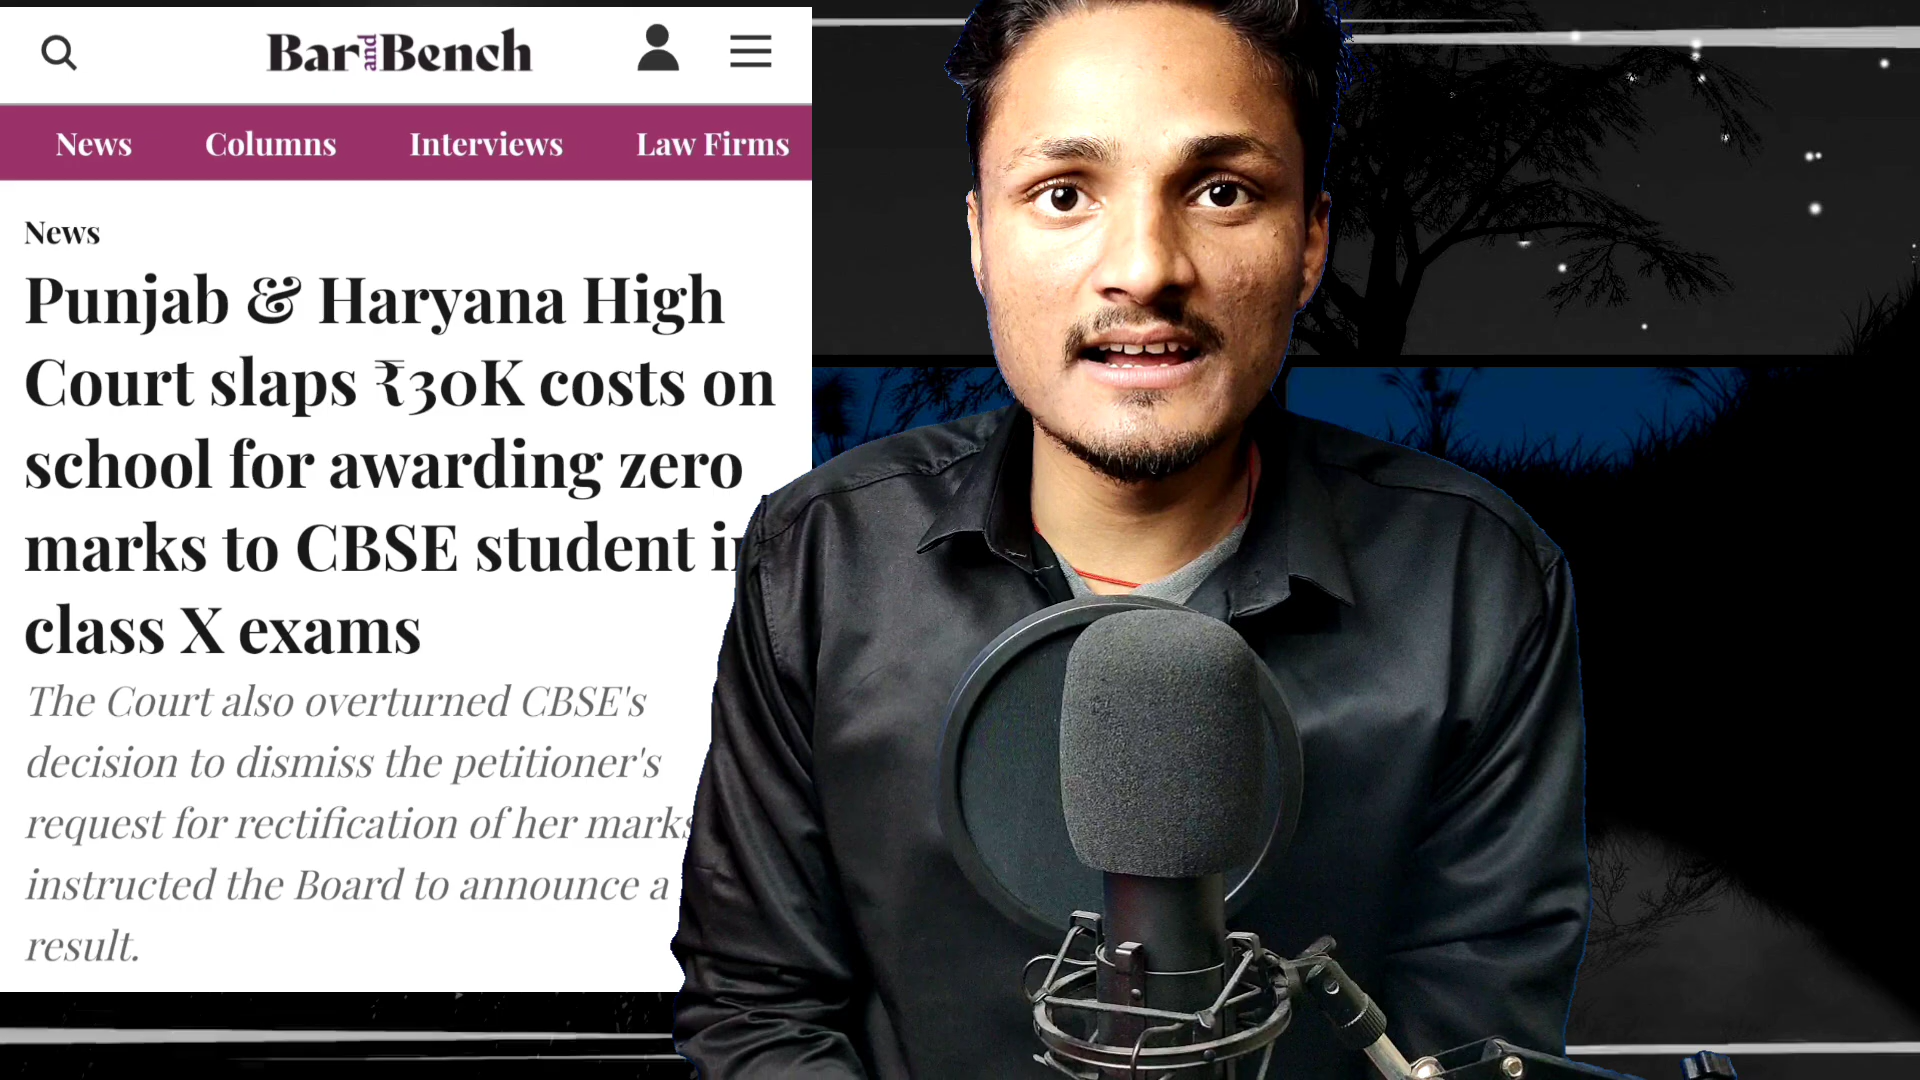 Bar and Bench
News Columns Interviews Law Firms
News
Punjab & Haryana High
Court slaps ₹30K costs on
school for awarding zero
marks to CBSE student
class X exams
The Court also overturned CBSE's
decision to dismiss the petitioner's
request for rectification of her marks
instructed the Board to announce a
result.